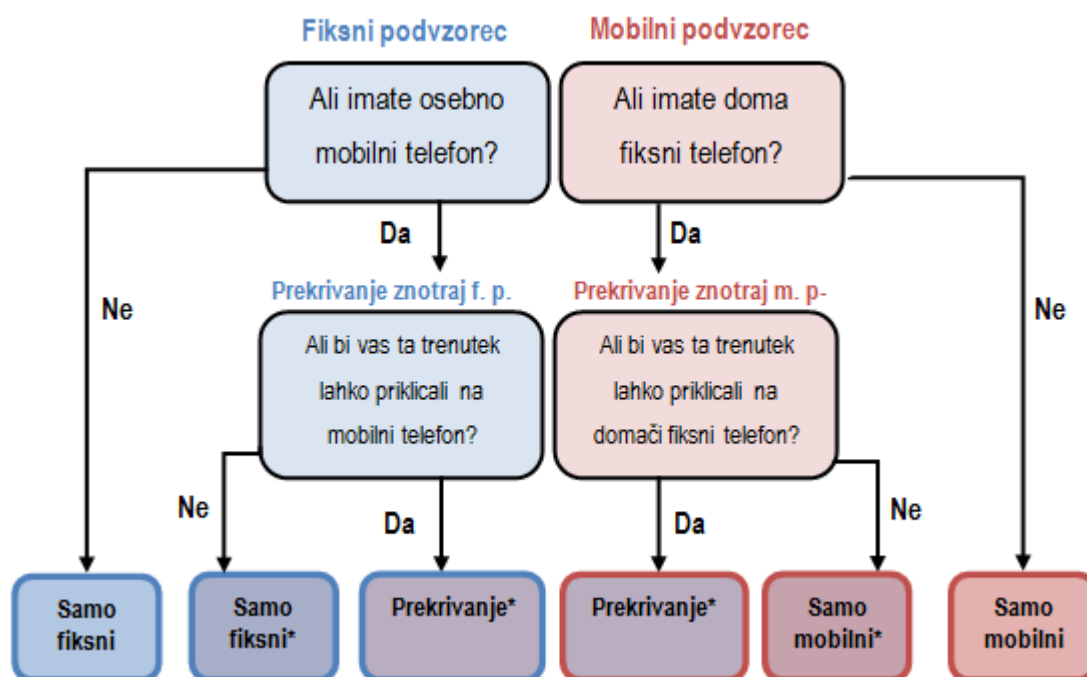 Fiksni podvzorec
Mobilni podvzorec
Ali imate osebno
mobilni telefon?
Ali imate doma
fiksni telefon?
Da
Da
Ne
Ne
Prekrivanje znotraj f. p.
Prekrivanje znotraj m. p-
Ali bi vas ta trenutek
lahko priklicali na
mobilni telefon?
Ali bi vas ta trenutek
lahko priklicali na
domači fiksni telefon?
Ne
Da
Da
Ne
Samo
fiksni
Samo
fiksni*
Prekrivanje*
Prekrivanje*
Samo
mobilni*
Samo
mobilni